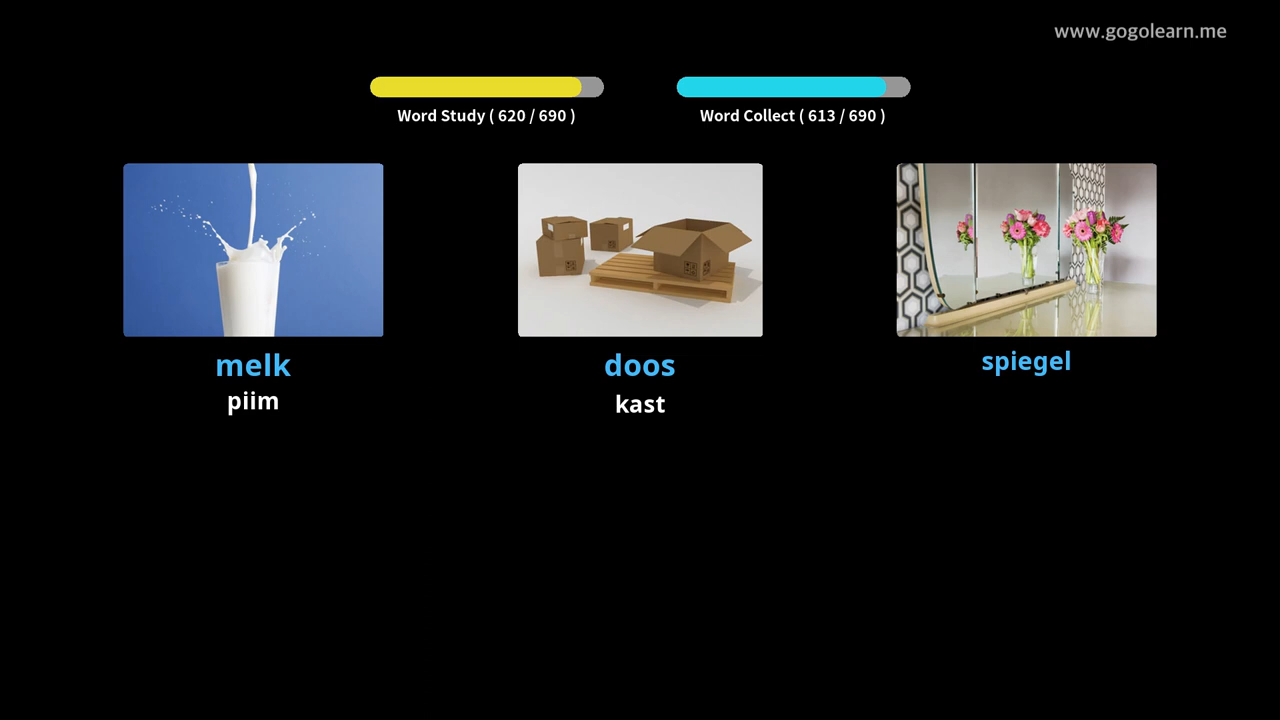 www.gogolearn.me
Word Study ( 620 / 690 )
Word Collect ( 613 / 690 )
melk
doos
spiegel
piim
kast